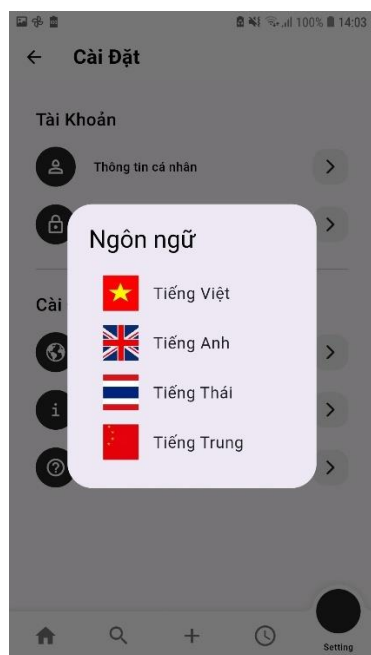 100% 14:03
Cài Đặt
Tài Khoản
Thông tin cá nhân
Ngôn ngữ
Cài
Tiếng Việt
Tiếng Anh
Tiếng Thái
Tiếng Trung
Setting